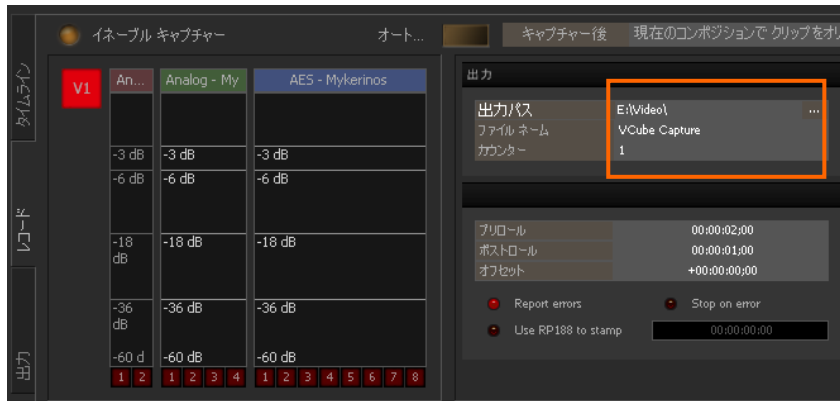 イネーブル キャプチャー
オート...
キャプチャー後
現在のコンポジションで クリップをオ
タイムライン
レコード
出力
V1
An...
Analog - My
AES - Mykerinos
-3 dB
-3 dB
-3 dB
-6 dB
-6 dB
-6 dB
-18 dB
-18 dB
-18 dB
-36 dB
-36 dB
-36 dB
-60 d
-60 dB
-60 dB
1 2
1 2 3 4
1 2 3 4 5 6 7 8
出力
出力パス E:\Video\ ...
ファイル ネーム VCube Capture
カウンター 1
プリロール 00:00:02;00
ポストロール 00:00:01;00
オフセット +00:00:00;00
Report errors
Stop on error
Use RP188 to stamp
00:00:00:00